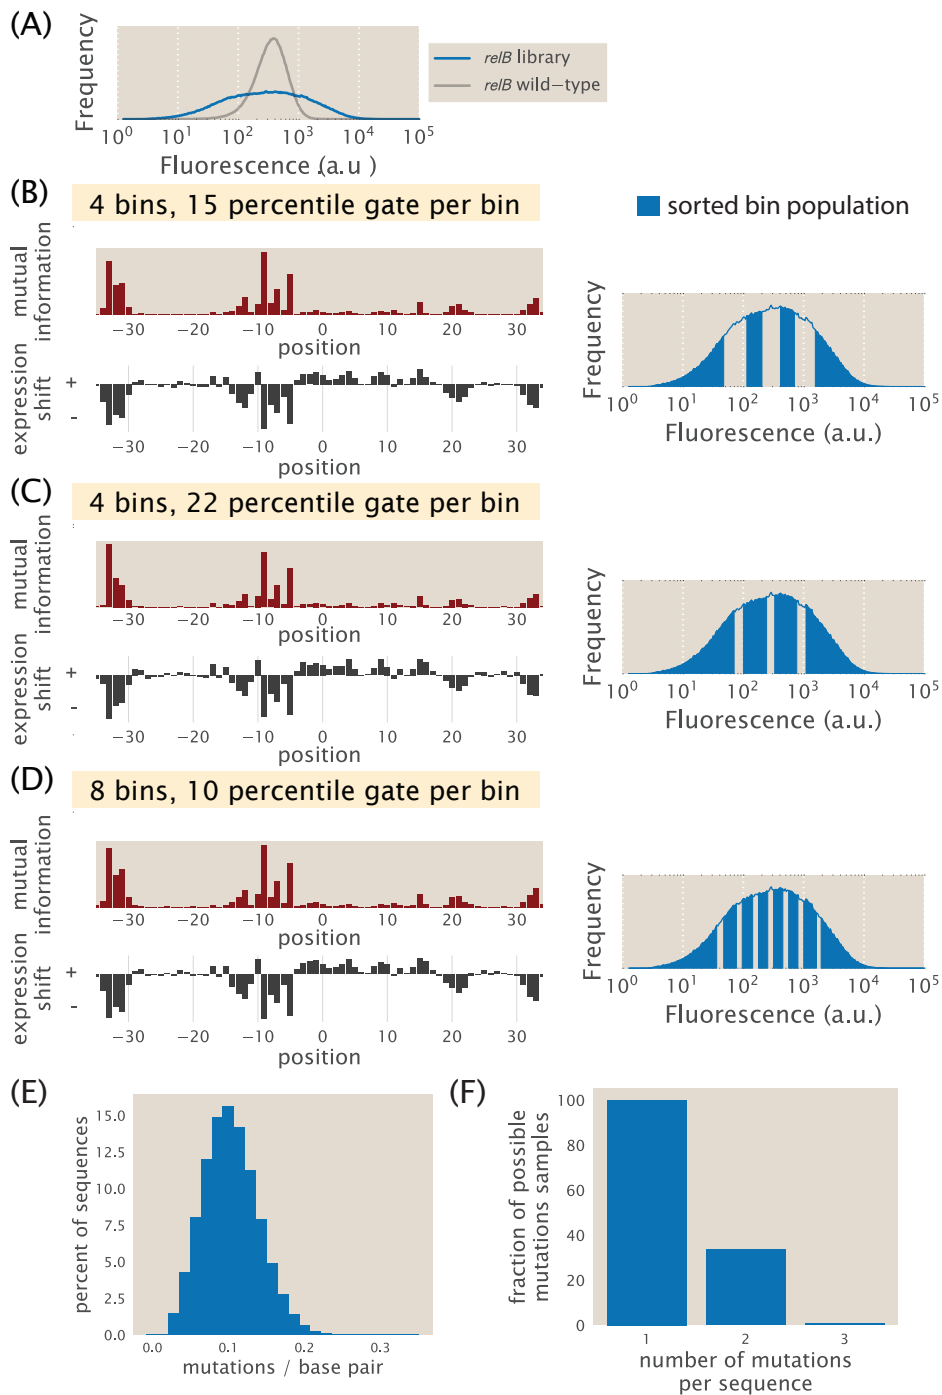 (A)
Frequency
relB library
relB wild-type
10^0 10^1 10^2 10^3 10^4 10^5
Fluorescence (a.u )
(B)
4 bins, 15 percentile gate per bin
sorted bin population
mutual information
−30 −20 −10 0 10 20 30
position
expression shift
+
-
−30 −20 −10 0 10 20 30
position
Frequency
10^0 10^1 10^2 10^3 10^4 10^5
Fluorescence (a.u.)
(C)
4 bins, 22 percentile gate per bin
mutual information
−30 −20 −10 0 10 20 30
position
expression shift
+
-
−30 −20 −10 0 10 20 30
position
Frequency
10^0 10^1 10^2 10^3 10^4 10^5
Fluorescence (a.u.)
(D)
8 bins, 10 percentile gate per bin
mutual information
−30 −20 −10 0 10 20 30
position
expression shift
+
-
−30 −20 −10 0 10 20 30
position
Frequency
10^0 10^1 10^2 10^3 10^4 10^5
Fluorescence (a.u.)
(E)
percent of sequences
15.0
12.5
10.0
7.5
5.0
2.5
0.0
0.0 0.1 0.2 0.3
mutations / base pair
(F)
fraction of possible
mutations samples
100
80
60
40
20
0
1 2 3
number of mutations
per sequence